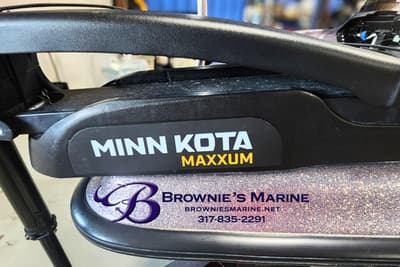 MINN KOTA
MAXXUM
B
BROWNIE'S MARINE
BROWNIESMARINE.NET
317-835-2291